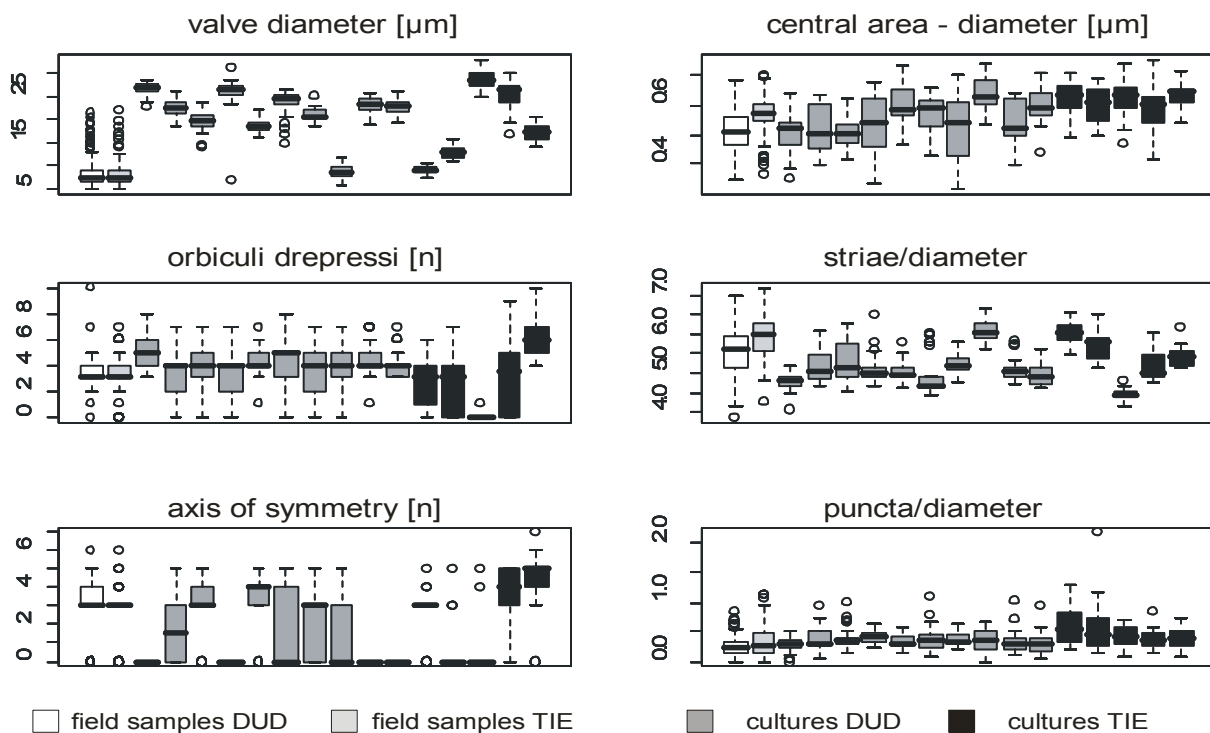 valve diameter [µm]
25
15
5
central area - diameter [µm]
0.6
0.4
orbiculi drepressi [n]
8
6
4
2
0
striae/diameter
7.0
6.0
5.0
4.0
axis of symmetry [n]
6
4
2
0
puncta/diameter
2.0
1.0
0.0
field samples DUD
field samples TIE
cultures DUD
cultures TIE